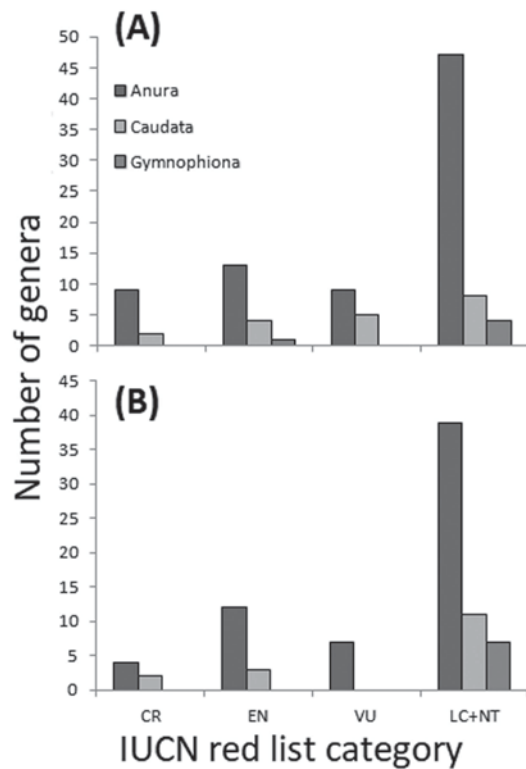 (A)
50
45
40
35
30
25
20
15
10
5
0
Anura
Caudata
Gymnophiona
Number of genera
(B)
45
40
35
30
25
20
15
10
5
0
CR EN VU LC+NT
IUCN red list category